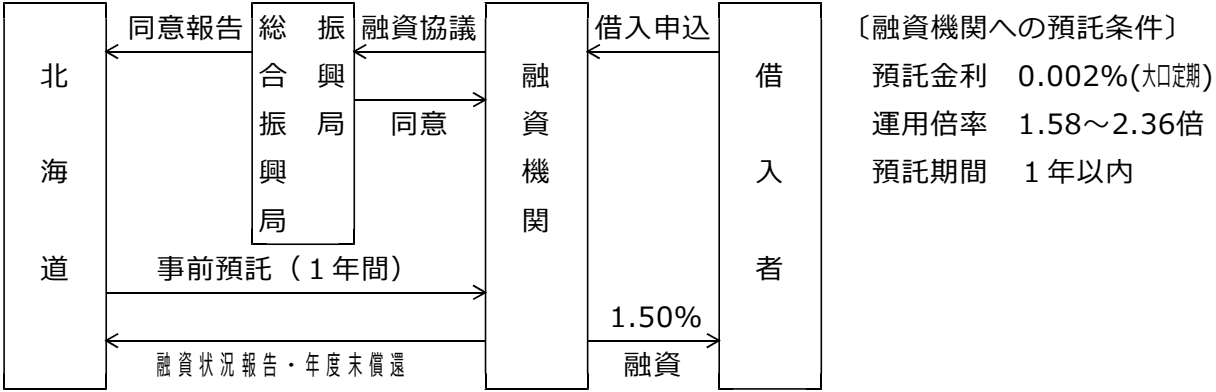 北海道
同意報告
総合振興局
振興局
融資協議
同意
融資機関
借入申込
借入者
事前預託(1年間)
融資状況報告・年度末償還
1.50%
融資
〔融資機関への預託条件〕
預託金利 0.002%(大口定期)
運用倍率 1.58~2.36倍
預託期間 1年以内